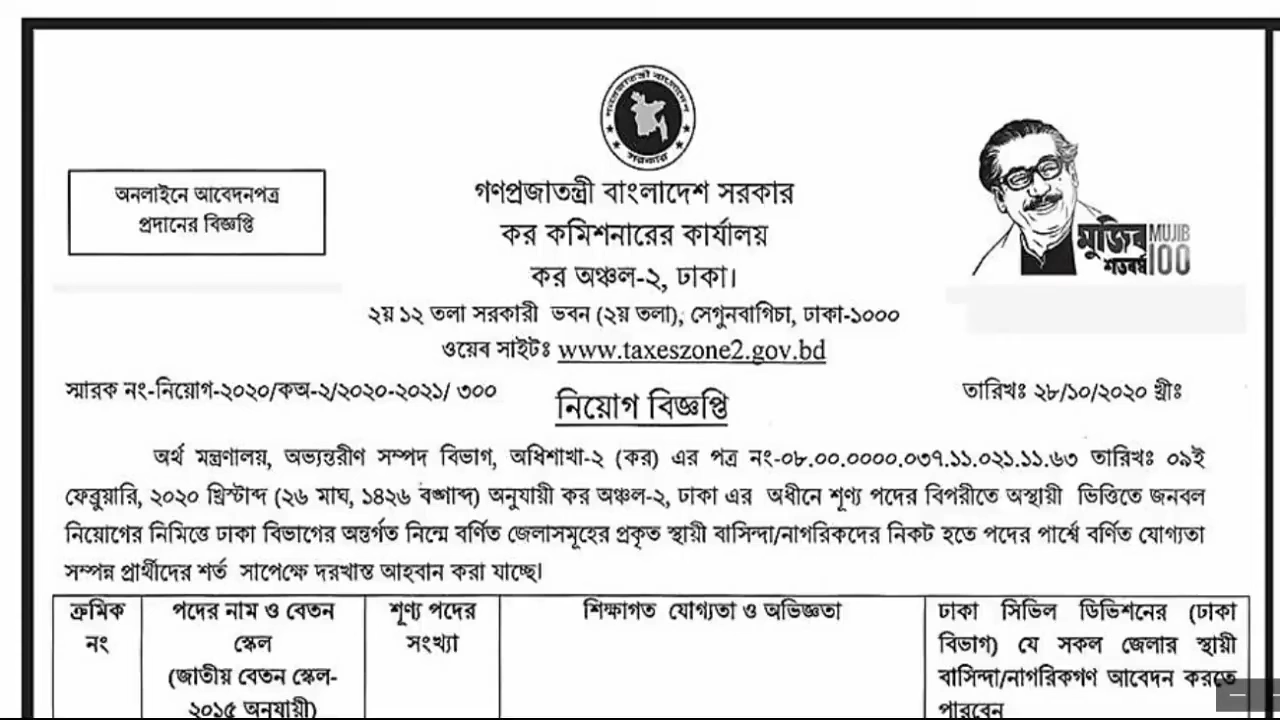 গণপ্রজাতন্ত্রী বাংলাদেশ
সরকার
অনলাইনে আবেদনপত্র
প্রদানের বিজ্ঞপ্তি
গণপ্রজাতন্ত্রী বাংলাদেশ সরকার
কর কমিশনারের কার্যালয়
কর অঞ্চল-২, ঢাকা।
২য় ১২ তলা সরকারী ভবন (২য় তলা), সেগুনবাগিচা, ঢাকা-১০০০
ওয়েব সাইটঃ www.taxeszone2.gov.bd
মুজিব MUJIB
শতবর্ষ 100
স্মারক নং-নিয়োগ-২০২০/কঅ-২/২০২০-২০২১/ ৩০০
তারিখঃ ২৮/১০/২০২০ খ্রীঃ
নিয়োগ বিজ্ঞপ্তি
অর্থ মন্ত্রণালয়, অভ্যন্তরীণ সম্পদ বিভাগ, অধিশাখা-২ (কর) এর পত্র নং-০৮.০০.০০০০.০৩৭.১১.০২১.১১.৬৩ তারিখঃ ০৯ই
ফেব্রুয়ারি, ২০২০ খ্রিস্টাব্দ (২৬ মাঘ, ১৪২৬ বঙ্গাব্দ) অনুযায়ী কর অঞ্চল-২, ঢাকা এর অধীনে শূণ্য পদের বিপরীতে অস্থায়ী ভিত্তিতে জনবল
নিয়োগের নিমিত্তে ঢাকা বিভাগের অন্তর্গত নিম্নে বর্ণিত জেলাসমূহের প্রকৃত স্থায়ী বাসিন্দা/নাগরিকদের নিকট হতে পদের পার্শ্বে বর্ণিত যোগ্যতা
সম্পন্ন প্রার্থীদের শর্ত সাপেক্ষে দরখাস্ত আহবান করা যাচ্ছে।
ক্রমিক
নং
পদের নাম ও বেতন
স্কেল
(জাতীয় বেতন স্কেল-
২০১৫ অনুযায়ী)
শূণ্য পদের
সংখ্যা
শিক্ষাগত যোগ্যতা ও অভিজ্ঞতা
ঢাকা সিভিল ডিভিশনের (ঢাকা
বিভাগ) যে সকল জেলার স্থায়ী
বাসিন্দা/নাগরিকগণ আবেদন করতে
পারবেন